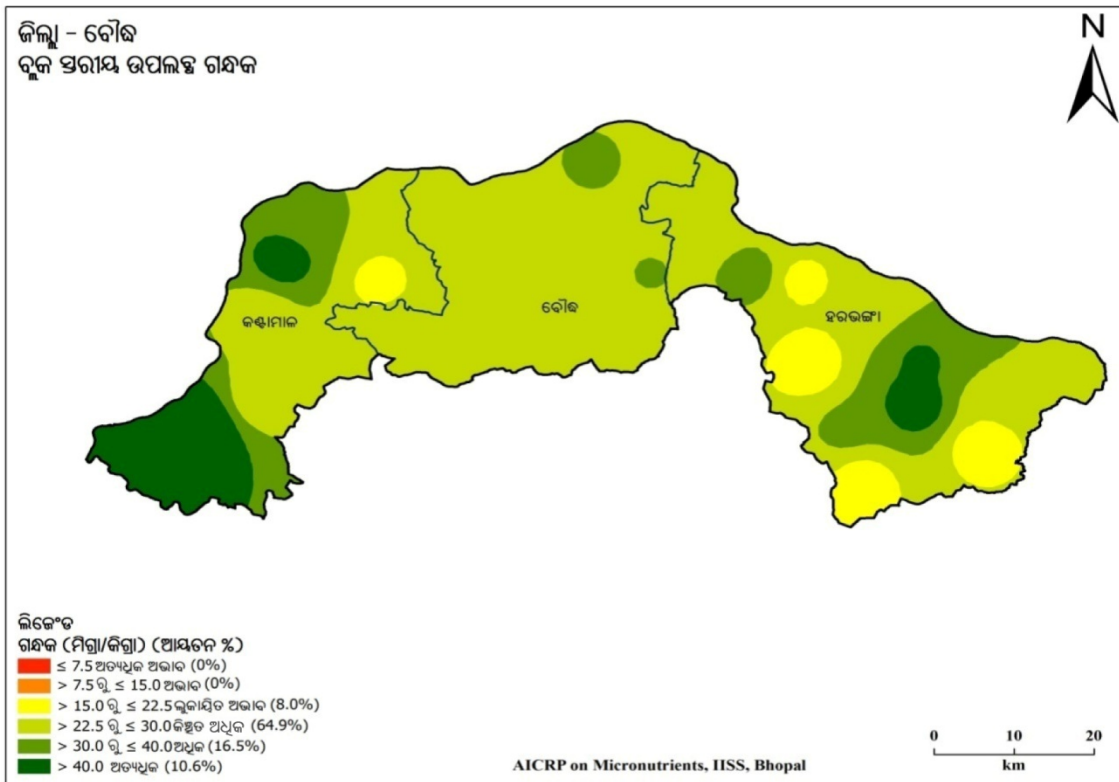 ଜିଲ୍ଲା - ବୌଦ୍ଧ
ବ୍ଲକ ସ୍ତରୀୟ ଉପଲବ୍ଧ ଗନ୍ଧକ
N
କଣ୍ଟାମାଳ
ବୌଦ୍ଧ
ହରଭଙ୍ଗା
ଲିଜେଂଡ
ଗନ୍ଧକ (ମିଗ୍ରା/କିଗ୍ରା) (ଆୟତନ %)
≤ 7.5 ଅତ୍ୟଧିକ ଅଭାବ (0%)
> 7.5 ରୁ ≤ 15.0 ଅଭାବ (0%)
> 15.0 ରୁ ≤ 22.5 ଲୁକାୟିତ ଅଭାବ (8.0%)
> 22.5 ରୁ ≤ 30.0 କିଞ୍ଚିତ ଅଧିକ (64.9%)
> 30.0 ରୁ ≤ 40.0 ଅଧିକ (16.5%)
> 40.0 ଅତ୍ୟଧିକ (10.6%)
AICRP on Micronutrients, IISS, Bhopal
0 10 20
km